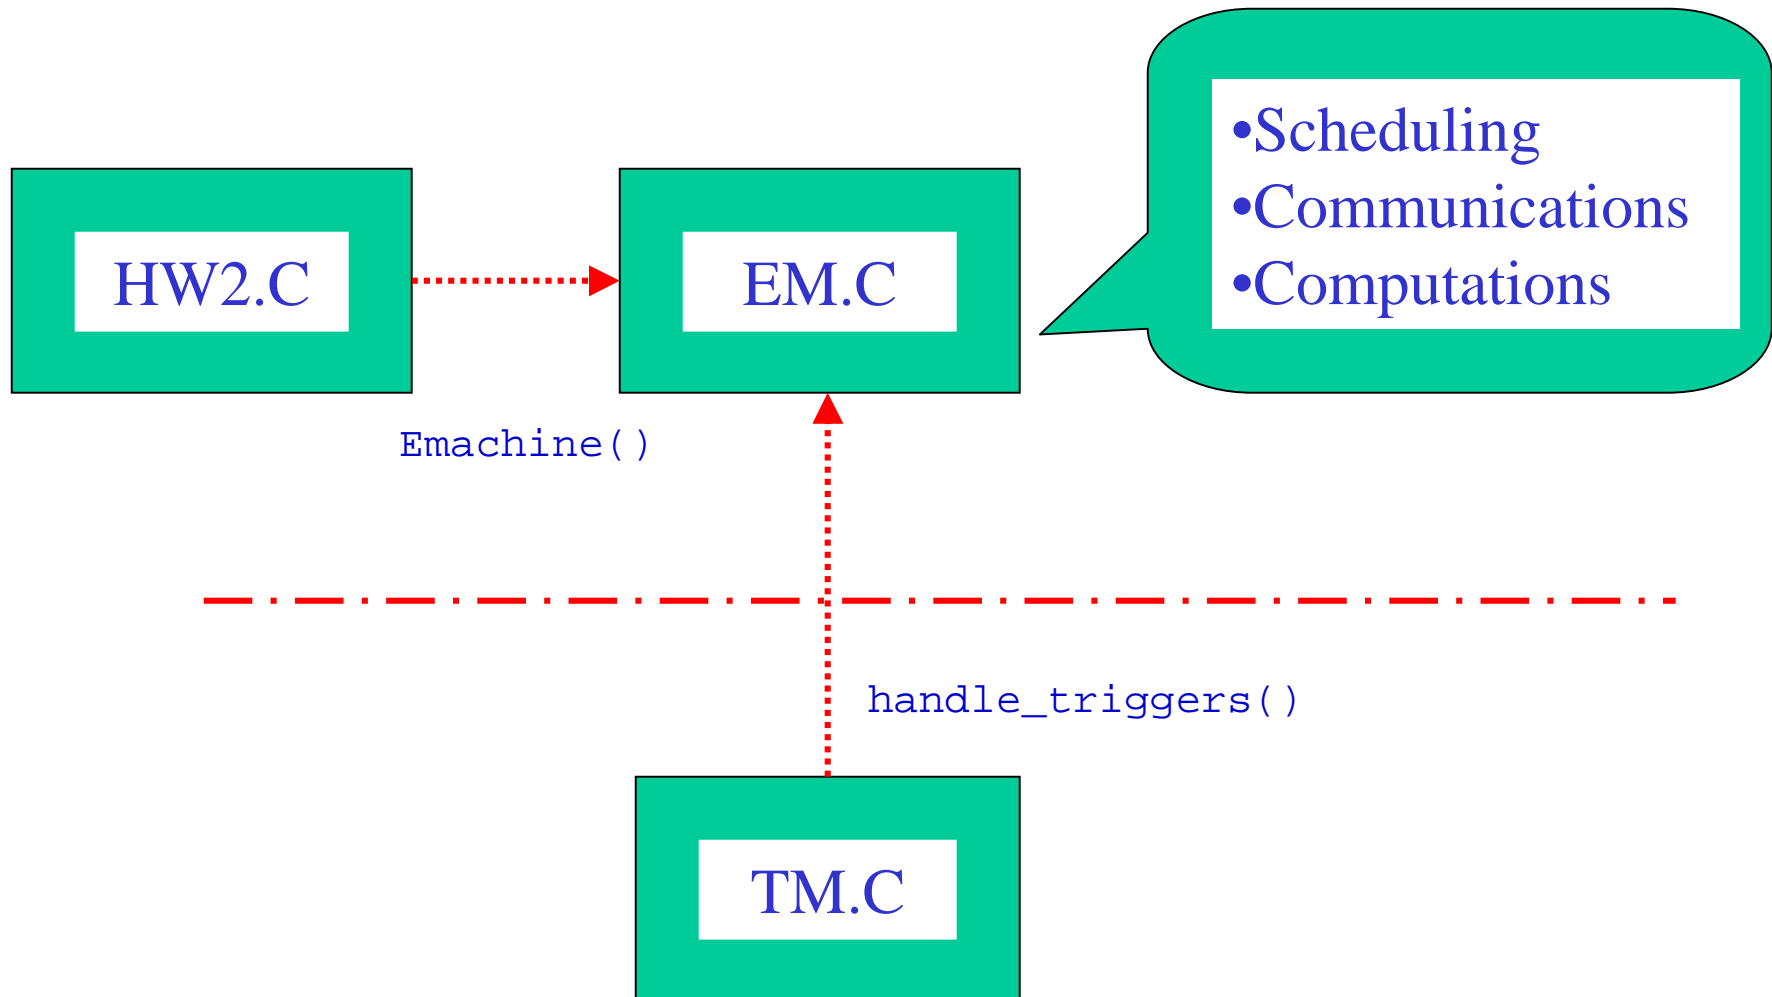 •Scheduling
•Communications
•Computations
HW2.C
EM.C
Emachine()
handle_triggers()
TM.C